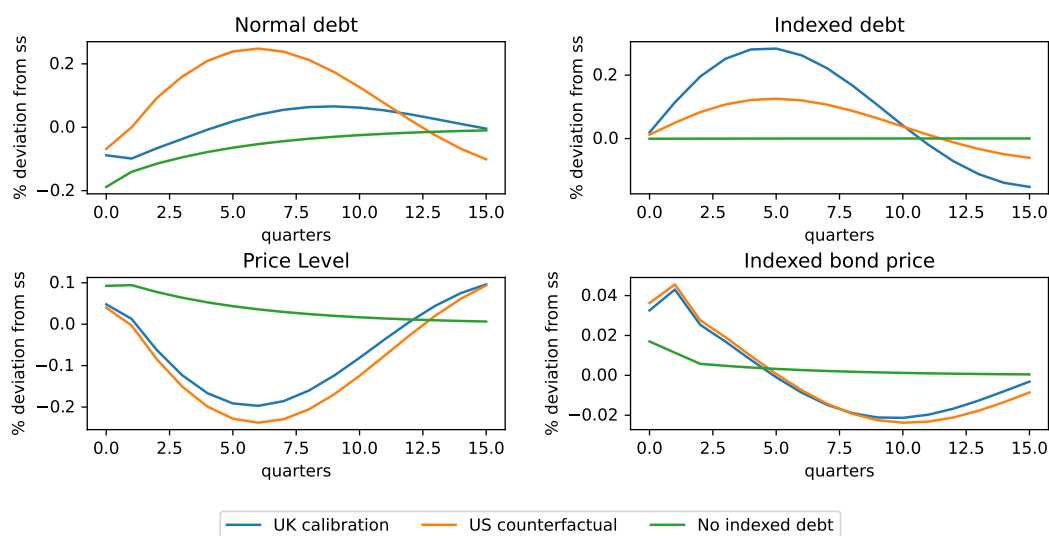 Normal debt
% deviation from ss
0.2
0.0
−0.2
0.0 2.5 5.0 7.5 10.0 12.5 15.0
quarters
Indexed debt
% deviation from ss
0.2
0.0
0.0 2.5 5.0 7.5 10.0 12.5 15.0
quarters
Price Level
% deviation from ss
0.1
0.0
−0.1
−0.2
0.0 2.5 5.0 7.5 10.0 12.5 15.0
quarters
Indexed bond price
% deviation from ss
0.04
0.02
0.00
−0.02
0.0 2.5 5.0 7.5 10.0 12.5 15.0
quarters
UK calibration US counterfactual No indexed debt